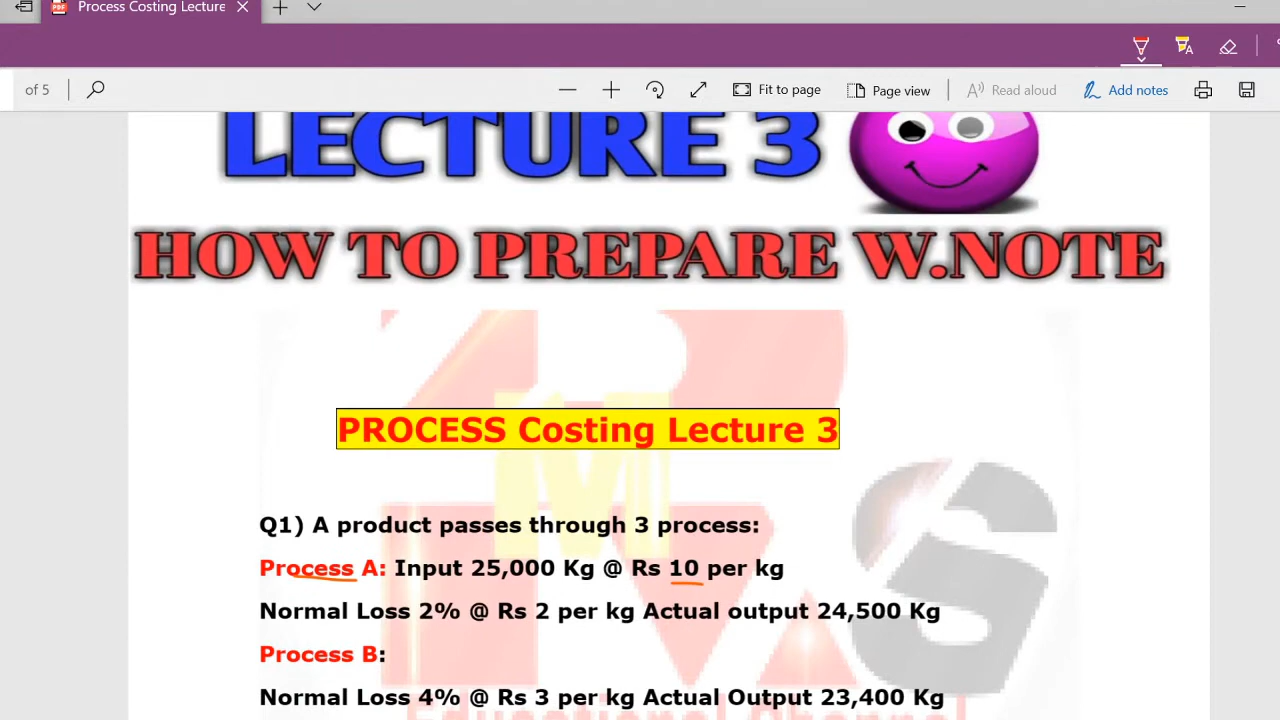 Process Costing Lecture
of 5
Fit to page
Page view
Read aloud
Add notes
LECTURE 3
HOW TO PREPARE W.NOTE
PROCESS Costing Lecture 3
Q1) A product passes through 3 process:
Process A: Input 25,000 Kg @ Rs 10 per kg
Normal Loss 2% @ Rs 2 per kg Actual output 24,500 Kg
Process B:
Normal Loss 4% @ Rs 3 per kg Actual Output 23,400 Kg
Educational Channel